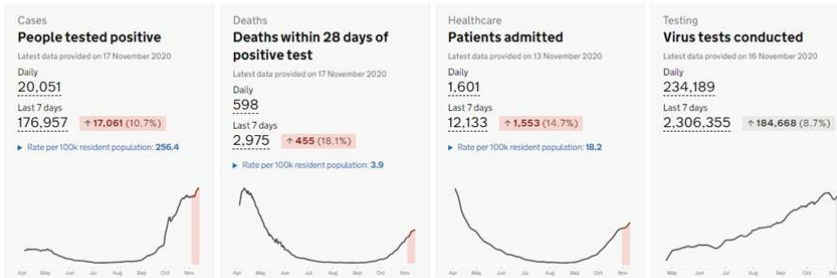 Cases
People tested positive
Latest data provided on 17 November 2020
Daily
20,051
Last 7 days
176,957 ↑ 17,061 (10.7%)
▶ Rate per 100k resident population: 256.4
Apr May Jun Jul Aug Sep Oct Nov
Deaths
Deaths within 28 days of
positive test
Latest data provided on 17 November 2020
Daily
598
Last 7 days
2,975 ↑ 455 (18.1%)
▶ Rate per 100k resident population: 3.9
Apr May Jun Jul Aug Sep Oct Nov
Healthcare
Patients admitted
Latest data provided on 13 November 2020
Daily
1,601
Last 7 days
12,133 ↑ 1,553 (14.7%)
▶ Rate per 100k resident population: 18.2
Apr May Jun Jul Aug Sep Oct Nov
Testing
Virus tests conducted
Latest data provided on 16 November 2020
Daily
234,189
Last 7 days
2,306,355 ↑ 184,668 (8.7%)
May Jun Jul Aug Sep Oct Nov